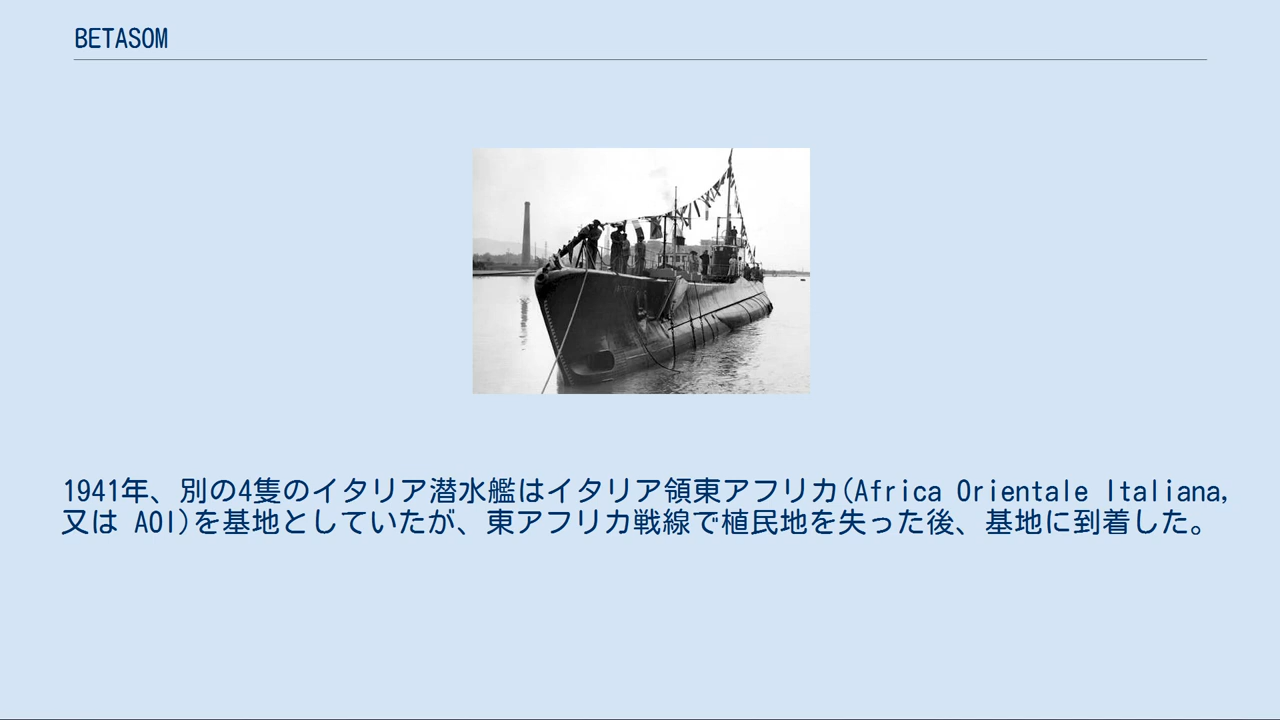 BETASOM
1941年、別の4隻のイタリア潜水艦はイタリア領東アフリカ(Africa Orientale Italiana,
又は AOI)を基地としていたが、東アフリカ戦線で植民地を失った後、基地に到着した。